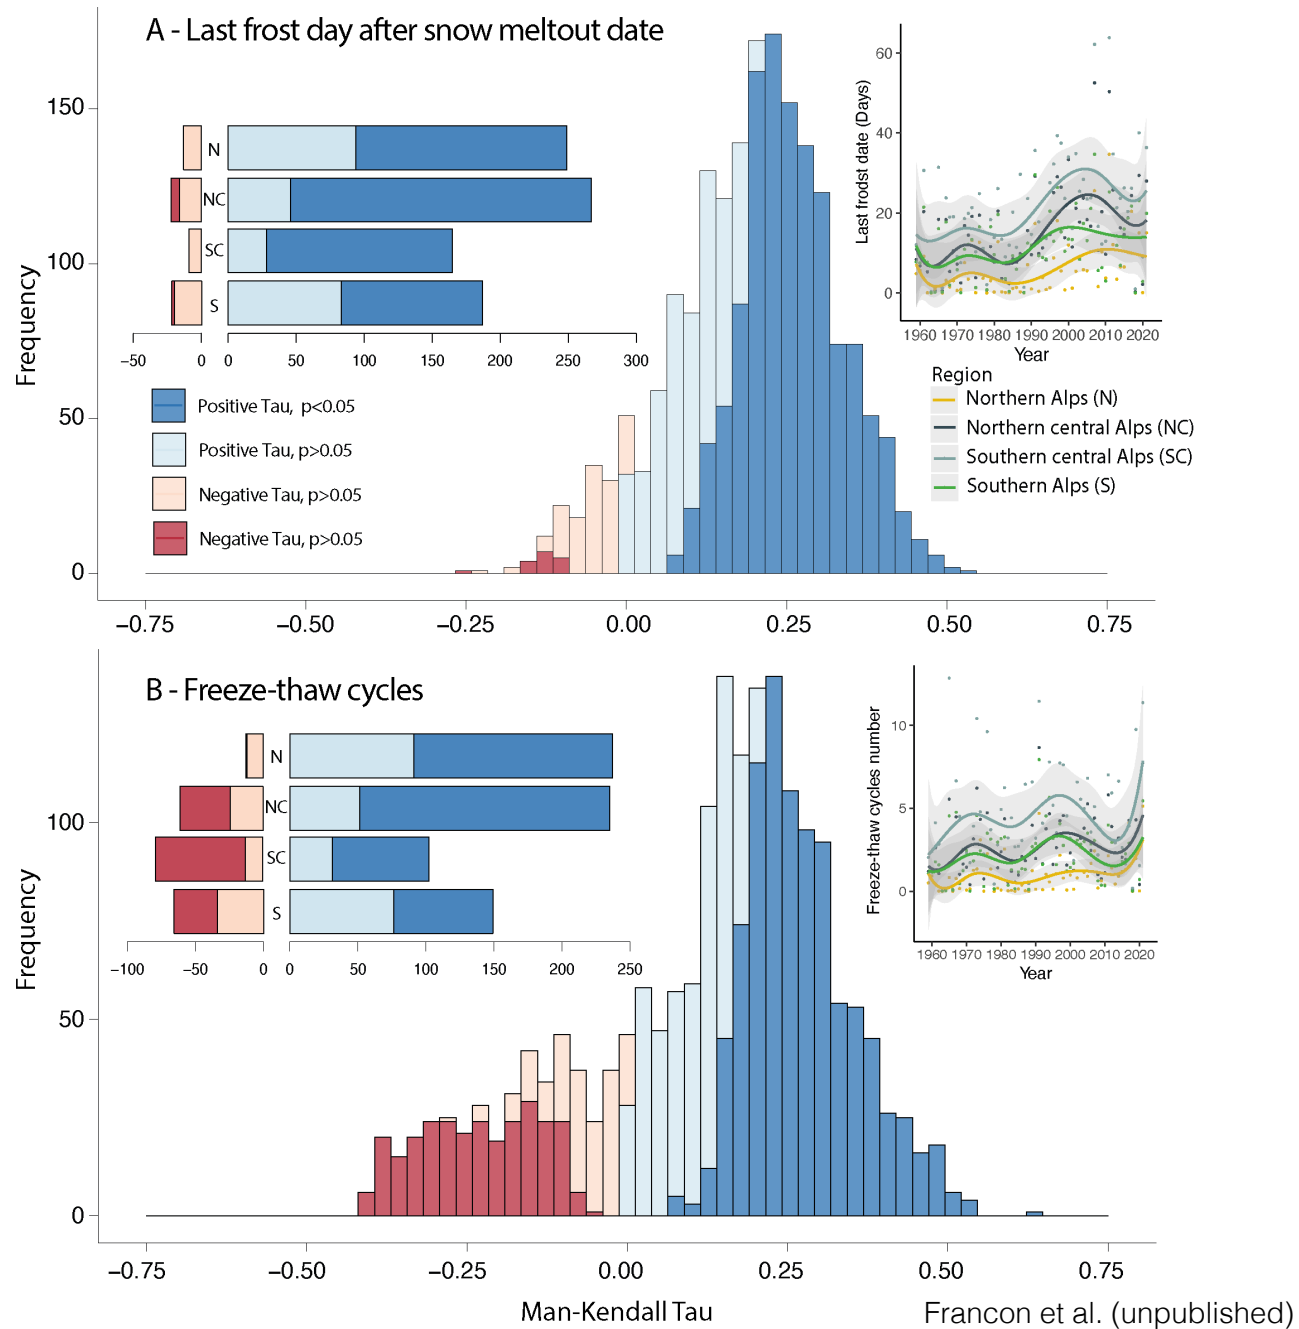 A - Last frost day after snow meltout date
Frequency
150
100
50
0
N
NC
SC
S
−50 0 0 50 100 150 200 250 300
Positive Tau, p<0.05
Positive Tau, p>0.05
Negative Tau, p>0.05
Negative Tau, p>0.05
Last frodst date (Days)
60
40
20
0
1960 1970 1980 1990 2000 2010 2020
Year
Region
Northern Alps (N)
Northern central Alps (NC)
Southern central Alps (SC)
Southern Alps (S)
−0.75 −0.50 −0.25 0.00 0.25 0.50 0.75
B - Freeze-thaw cycles
Frequency
100
50
0
N
NC
SC
S
−100 −50 0 0 50 100 150 200 250
Freeze-thaw cycles number
10
5
0
1960 1970 1980 1990 2000 2010 2020
Year
−0.75 −0.50 −0.25 0.00 0.25 0.50 0.75
Man-Kendall Tau
Francon et al. (unpublished)